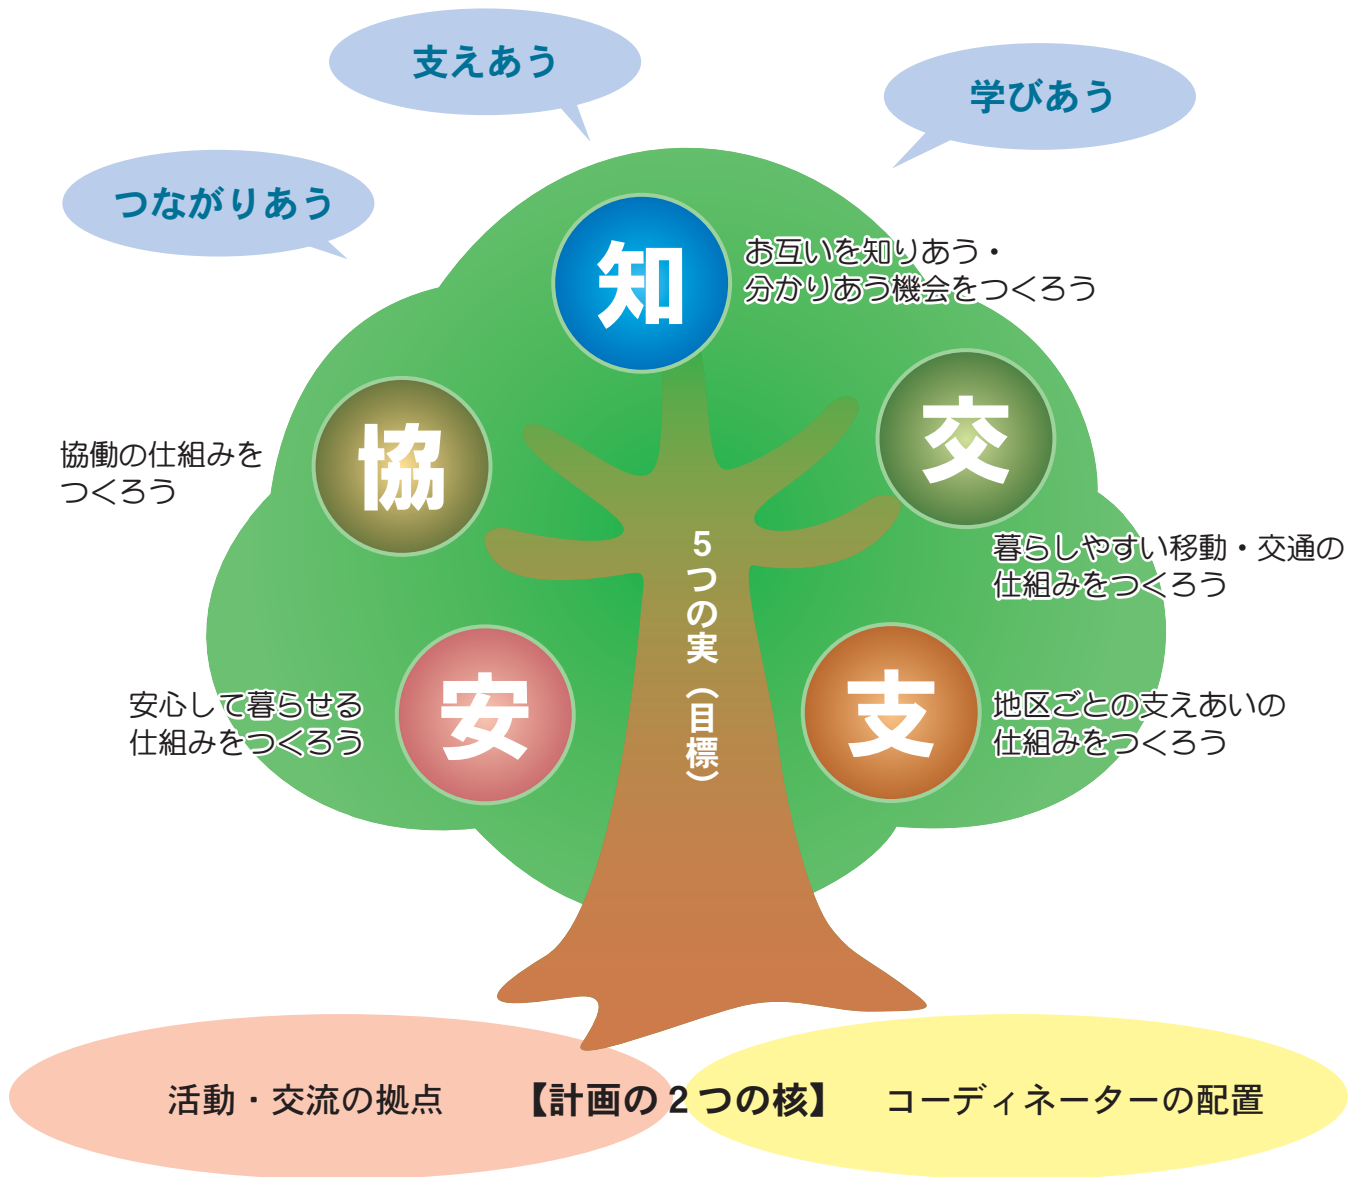 支えあう
学びあう
つながりあう
知
お互いを知りあう・
分かりあう機会をつくろう
協
協働の仕組みを
つくろう
交
暮らしやすい移動・交通の
仕組みをつくろう
5つの実（目標）
安
安心して暮らせる
仕組みをつくろう
支
地区ごとの支えあいの
仕組みをつくろう
活動・交流の拠点
【計画の２つの核】
コーディネーターの配置